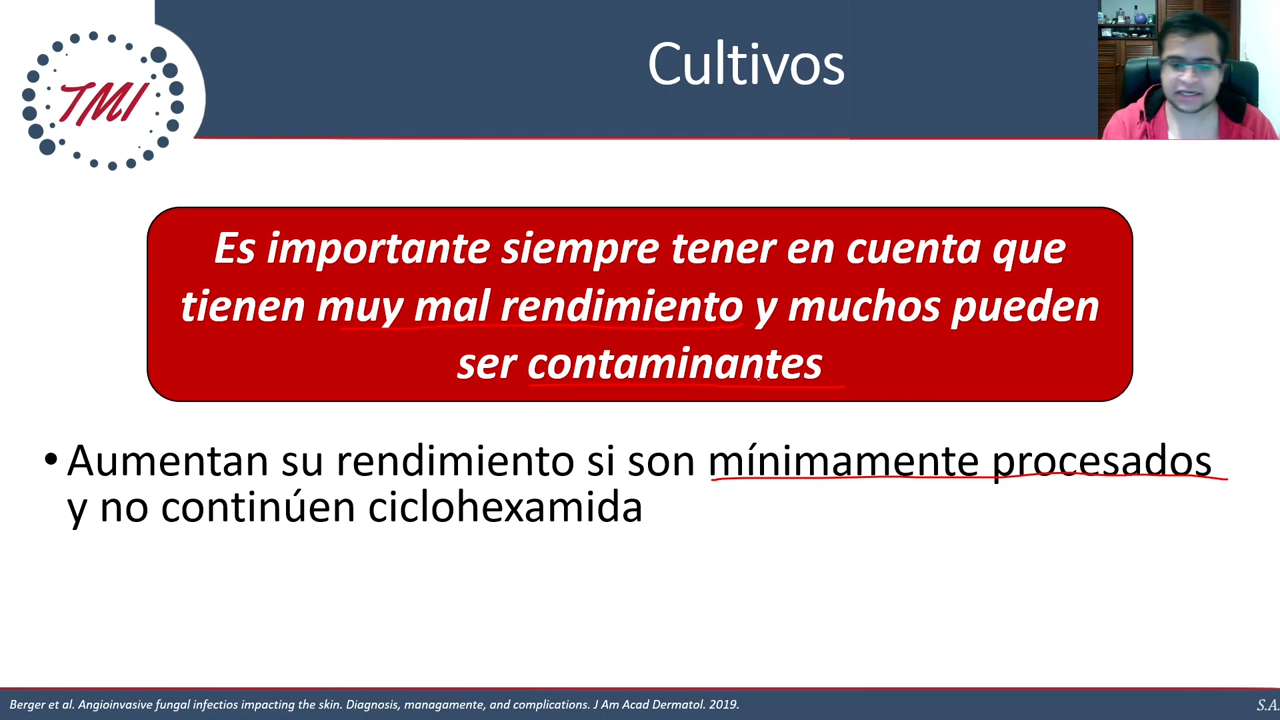 Cultivos
TMI
Es importante siempre tener en cuenta que
tienen muy mal rendimiento y muchos pueden
ser contaminantes
• Aumentan su rendimiento si son mínimamente procesados
y no continúen ciclohexamida
Berger et al. Angioinvasive fungal infectios impacting the skin. Diagnosis, managamente, and complications. J Am Acad Dermatol. 2019.
S.A.